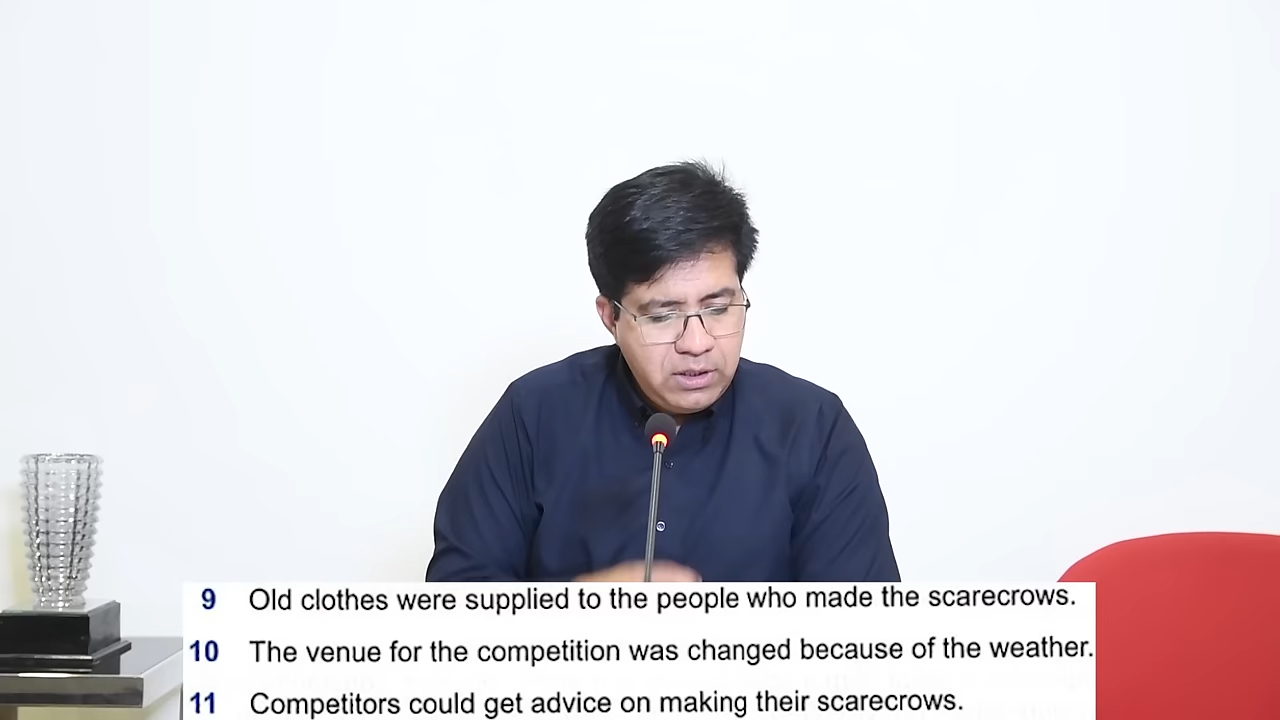 9 Old clothes were supplied to the people who made the scarecrows.
10 The venue for the competition was changed because of the weather.
11 Competitors could get advice on making their scarecrows.